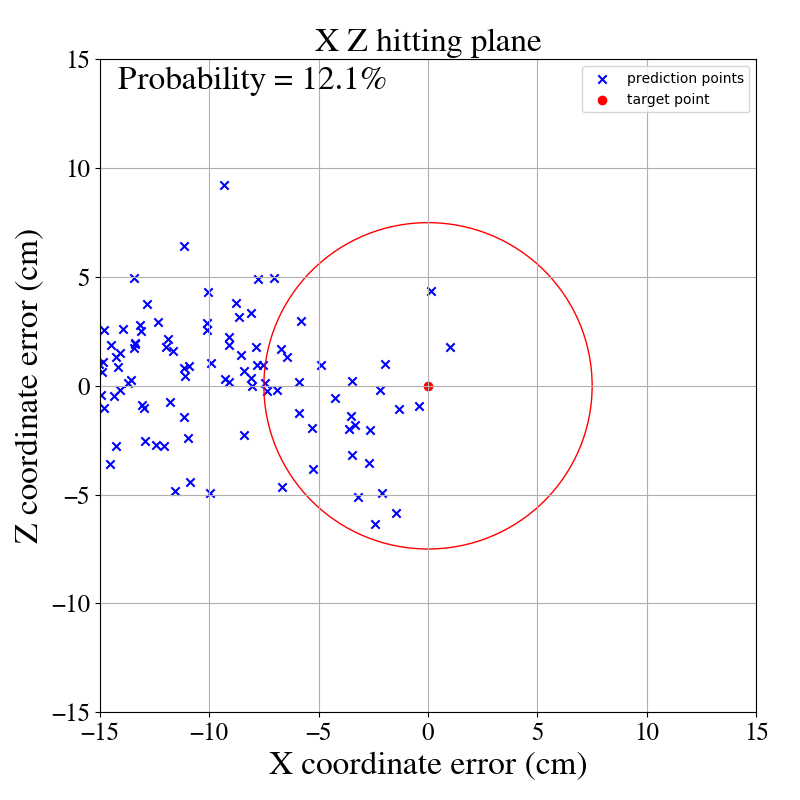 X Z hitting plane
Probability = 12.1%
prediction points
target point
Z coordinate error (cm)
15
10
5
0
−5
−10
−15
−15
−10
−5
0
5
10
15
X coordinate error (cm)